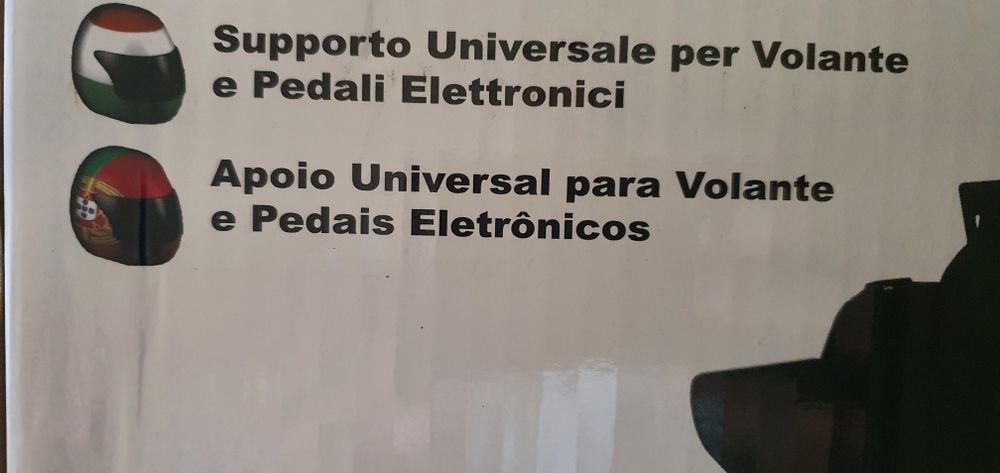 Supporto Universale per Volante
e Pedali Elettronici
Apoio Universal para Volante
e Pedais Eletrônicos